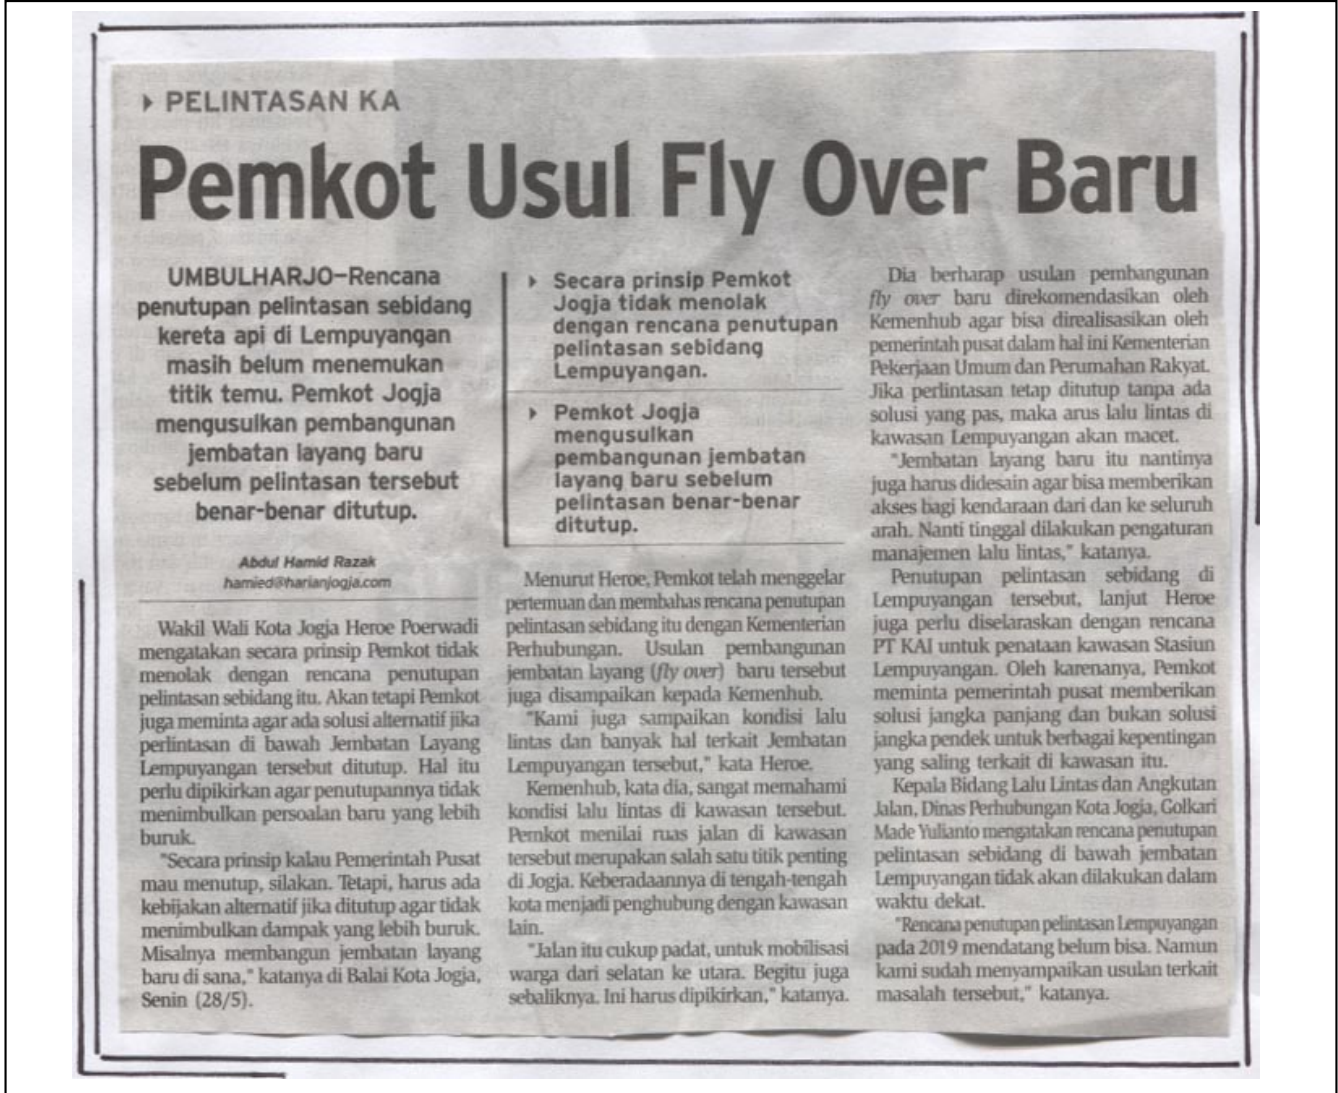 PELINTASAN KA
Pemkot Usul Fly Over Baru
UMBULHARJO—Rencana
penutupan pelintasan sebidang
kereta api di Lempuyangan
masih belum menemukan
titik temu. Pemkot Jogja
mengusulkan pembangunan
jembatan layang baru
sebelum pelintasan tersebut
benar-benar ditutup.
Abdul Hamid Razak
hamied@harianjogja.com
Wakil Wali Kota Jogja Heroe Poerwadi
mengatakan secara prinsip Pemkot tidak
menolak dengan rencana penutupan
pelintasan sebidang itu. Akan tetapi Pemkot
juga meminta agar ada solusi alternatif jika
perlintasan di bawah Jembatan Layang
Lempuyangan tersebut ditutup. Hal itu
perlu dipikirkan agar penutupannya tidak
menimbulkan persoalan baru yang lebih
buruk.
"Secara prinsip kalau Pemerintah Pusat
mau menutup, silakan. Tetapi, harus ada
kebijakan alternatif jika ditutup agar tidak
menimbulkan dampak yang lebih buruk.
Misalnya membangun jembatan layang
baru di sana," katanya di Balai Kota Jogja,
Senin (28/5).
Secara prinsip Pemkot
Jogja tidak menolak
dengan rencana penutupan
pelintasan sebidang
Lempuyangan.
Pemkot Jogja
mengusulkan
pembangunan jembatan
layang baru sebelum
pelintasan benar-benar
ditutup.
Menurut Heroe, Pemkot telah menggelar
pertemuan dan membahas rencana penutupan
pelintasan sebidang itu dengan Kementerian
Perhubungan. Usulan pembangunan
jembatan layang (fly over) baru tersebut
juga disampaikan kepada Kemenhub.
"Kami juga sampaikan kondisi lalu
lintas dan banyak hal terkait Jembatan
Lempuyangan tersebut," kata Heroe.
Kemenhub, kata dia, sangat memahami
kondisi lalu lintas di kawasan tersebut.
Pemkot menilai ruas jalan di kawasan
tersebut merupakan salah satu titik penting
di Jogja. Keberadaannya di tengah-tengah
kota menjadi penghubung dengan kawasan
lain.
"Jalan itu cukup padat, untuk mobilisasi
warga dari selatan ke utara. Begitu juga
sebaliknya. Ini harus dipikirkan," katanya.
Dia berharap usulan pembangunan
fly over baru direkomendasikan oleh
Kemenhub agar bisa direalisasikan oleh
pemerintah pusat dalam hal ini Kementerian
Pekerjaan Umum dan Perumahan Rakyat.
Jika perlintasan tetap ditutup tanpa ada
solusi yang pas, maka arus lalu lintas di
kawasan Lempuyangan akan macet.
"Jembatan layang baru itu nantinya
juga harus didesain agar bisa memberikan
akses bagi kendaraan dari dan ke seluruh
arah. Nanti tinggal dilakukan pengaturan
manajemen lalu lintas," katanya.
Penutupan pelintasan sebidang di
Lempuyangan tersebut, lanjut Heroe
juga perlu diselaraskan dengan rencana
PT KAI untuk penataan kawasan Stasiun
Lempuyangan. Oleh karenanya, Pemkot
meminta pemerintah pusat memberikan
solusi jangka panjang dan bukan solusi
jangka pendek untuk berbagai kepentingan
yang saling terkait di kawasan itu.
Kepala Bidang Lalu Lintas dan Angkutan
Jalan, Dinas Perhubungan Kota Jogja, Golkari
Made Yulianto mengatakan rencana penutupan
pelintasan sebidang di bawah jembatan
Lempuyangan tidak akan dilakukan dalam
waktu dekat.
"Rencana penutupan pelintasan Lempuyangan
pada 2019 mendatang belum bisa. Namun
kami sudah menyampaikan usulan terkait
masalah tersebut," katanya.